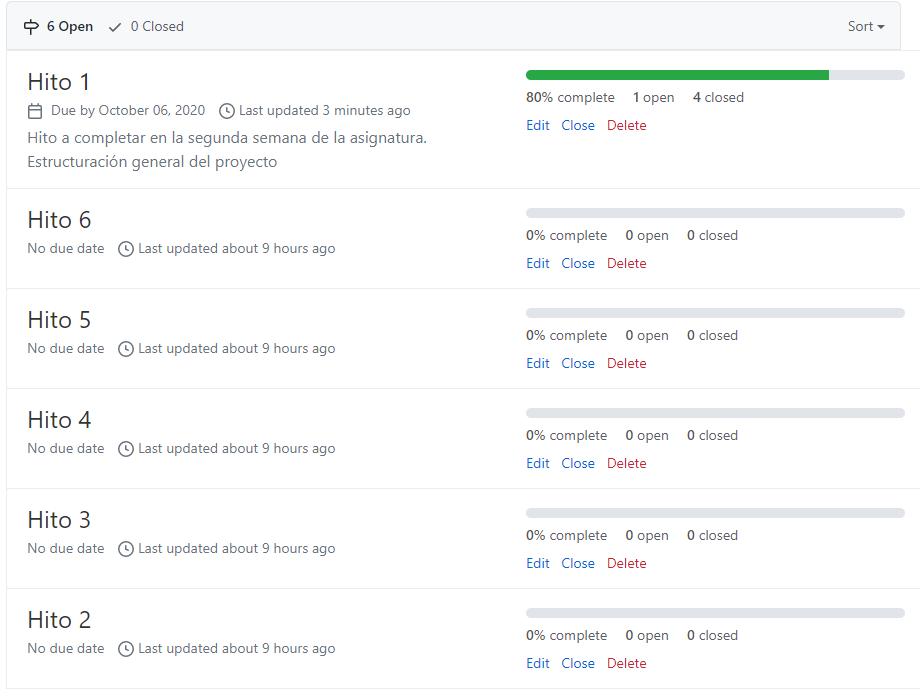 6 Open 0 Closed Sort
Hito 1
Due by October 06, 2020 Last updated 3 minutes ago
Hito a completar en la segunda semana de la asignatura.
Estructuración general del proyecto
80% complete 1 open 4 closed
Edit Close Delete
Hito 6
No due date Last updated about 9 hours ago
0% complete 0 open 0 closed
Edit Close Delete
Hito 5
No due date Last updated about 9 hours ago
0% complete 0 open 0 closed
Edit Close Delete
Hito 4
No due date Last updated about 9 hours ago
0% complete 0 open 0 closed
Edit Close Delete
Hito 3
No due date Last updated about 9 hours ago
0% complete 0 open 0 closed
Edit Close Delete
Hito 2
No due date Last updated about 9 hours ago
0% complete 0 open 0 closed
Edit Close Delete